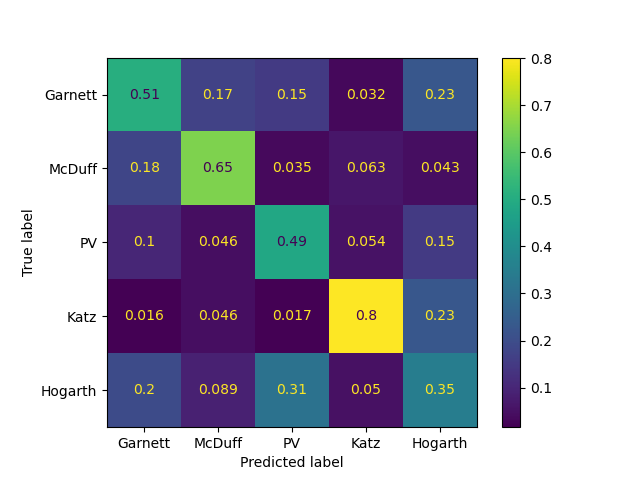 0.8
Garnett 0.51 0.17 0.15 0.032 0.23
0.7
McDuff 0.18 0.65 0.035 0.063 0.043
0.6
0.5
True label
PV 0.1 0.046 0.49 0.054 0.15
0.4
0.3
Katz 0.016 0.046 0.017 0.8 0.23
0.2
Hogarth 0.2 0.089 0.31 0.05 0.35
0.1
Garnett McDuff PV Katz Hogarth
Predicted label